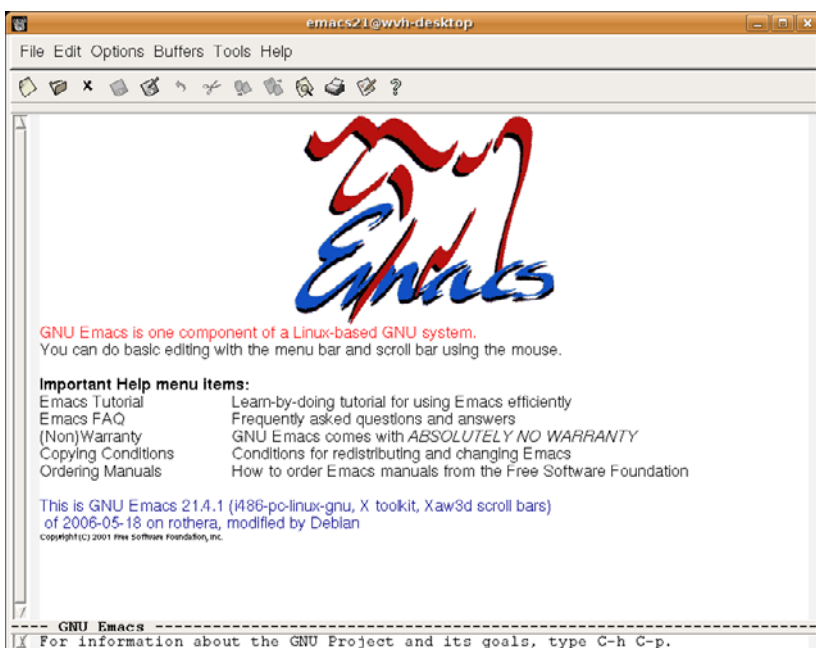 emacs21@wvh-desktop
File Edit Options Buffers Tools Help
Emacs
GNU Emacs is one component of a Linux-based GNU system.
You can do basic editing with the menu bar and scroll bar using the mouse.
Important Help menu items:
Emacs Tutorial Learn-by-doing tutorial for using Emacs efficiently
Emacs FAQ Frequently asked questions and answers
(Non)Warranty GNU Emacs comes with ABSOLUTELY NO WARRANTY
Copying Conditions Conditions for redistributing and changing Emacs
Ordering Manuals How to order Emacs manuals from the Free Software Foundation
This is GNU Emacs 21.4.1 (i486-pc-linux-gnu, X toolkit, Xaw3d scroll bars)
of 2006-05-18 on rothera, modified by Debian
Copyright (C) 2001 Free Software Foundation, Inc.
---- GNU Emacs ----
For information about the GNU Project and its goals, type C-h C-p.